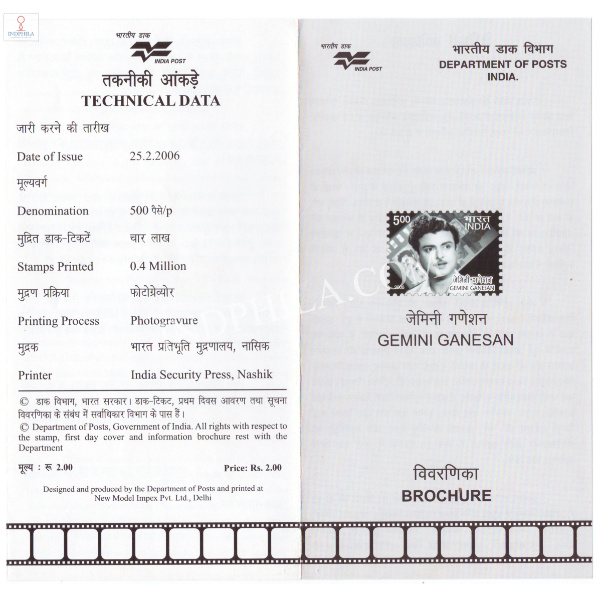 INDPHILA
भारतीय डाक
INDIA POST
तकनीकी आंकड़े
TECHNICAL DATA
जारी करने की तारीख
Date of Issue 25.2.2006
मूल्यवर्ग
Denomination 500 पैसे/p
मुद्रित डाक-टिकटें चार लाख
Stamps Printed 0.4 Million
मुद्रण प्रक्रिया फोटोग्रेव्योर
Printing Process Photogravure
मुद्रक भारत प्रतिभूति मुद्रणालय, नासिक
Printer India Security Press, Nashik
© डाक विभाग, भारत सरकार। डाक-टिकट, प्रथम दिवस आवरण तथा सूचना
विवरणिका के संबंध में सर्वाधिकार विभाग के पास हैं।
© Department of Posts, Government of India. All rights with respect to
the stamp, first day cover and information brochure rest with the
Department
मूल्य : रू 2.00 Price: Rs. 2.00
Designed and produced by the Department of Posts and printed at
New Model Impex Pvt. Ltd., Delhi
भारतीय डाक
INDIA POST
भारतीय डाक विभाग
DEPARTMENT OF POSTS
INDIA.
5.00 भारत
INDIA
जेमिनी गणेशन
GEMINI GANESAN
जेमिनी गणेशन
GEMINI GANESAN
विवरणिका
BROCHURE
INDPHILA.COM